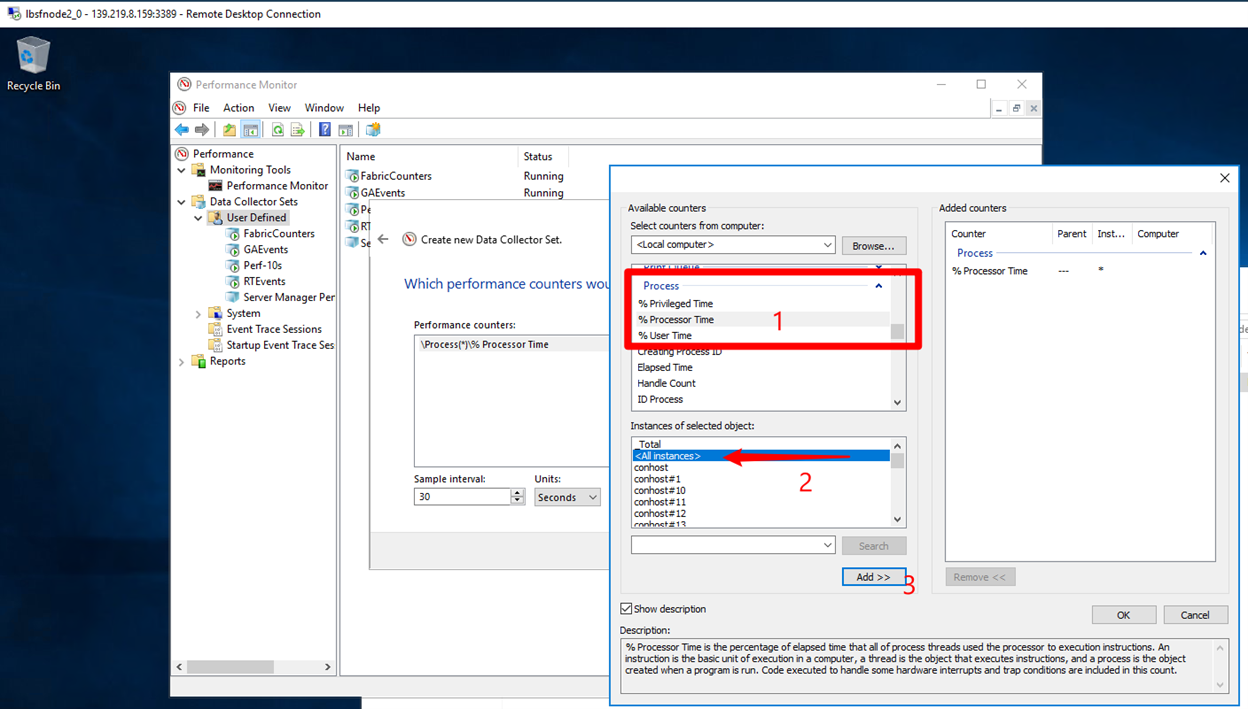 lbsfnode2_0 - 139.219.8.159:3389 - Remote Desktop Connection
Recycle Bin
Performance Monitor
File Action View Window Help
Performance
Monitoring Tools
Performance Monitor
Data Collector Sets
User Defined
FabricCounters
GAEvents
Perf-10s
RTEvents
Server Manager Per
System
Event Trace Sessions
Startup Event Trace Ses
Reports
Name Status
FabricCounters Running
GAEvents Running
Pe
RT
Se
Create new Data Collector Set.
Which performance counters wou
Performance counters:
\Process(*)\% Processor Time
Sample interval: Units:
30 Seconds
Available counters
Select counters from computer:
<Local computer> Browse...
Print Queue
Process
% Privileged Time
% Processor Time
% User Time
1
Creating Process ID
Elapsed Time
Handle Count
ID Process
Instances of selected object:
_Total
<All instances>
conhost
conhost#1
conhost#10
conhost#11
conhost#12
conhost#13
2
Search
Add >>
3
Added counters
Counter Parent Inst... Computer
Process
% Processor Time --- *
Remove <<
Show description
OK Cancel
Description:
% Processor Time is the percentage of elapsed time that all of process threads used the processor to execution instructions. An
instruction is the basic unit of execution in a computer, a thread is the object that executes instructions, and a process is the object
created when a program is run. Code executed to handle some hardware interrupts and trap conditions are included in this count.